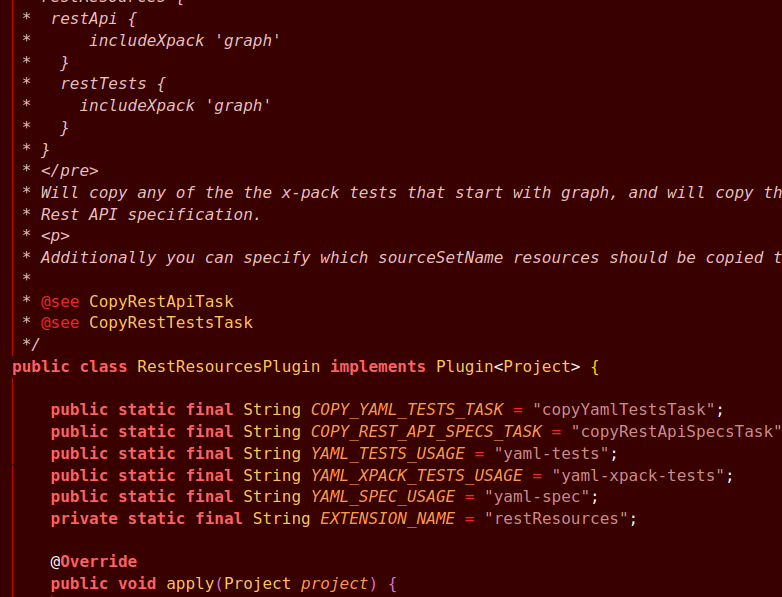 * restResources {
*  restApi {
*      includeXpack 'graph'
*   }
*   restTests {
*     includeXpack 'graph'
*   }
* }
* </pre>
* Will copy any of the the x-pack tests that start with graph, and will copy
* Rest API specification.
* <p>
* Additionally you can specify which sourceSetName resources should be copied
*
* @see CopyRestApiTask
* @see CopyRestTestsTask
*/
public class RestResourcesPlugin implements Plugin<Project> {
    public static final String COPY_YAML_TESTS_TASK = "copyYamlTestsTask";
    public static final String COPY_REST_API_SPECS_TASK = "copyRestApiSpecsTask"
    public static final String YAML_TESTS_USAGE = "yaml-tests";
    public static final String YAML_XPACK_TESTS_USAGE = "yaml-xpack-tests";
    public static final String YAML_SPEC_USAGE = "yaml-spec";
    private static final String EXTENSION_NAME = "restResources";
    @Override
    public void apply(Project project) {